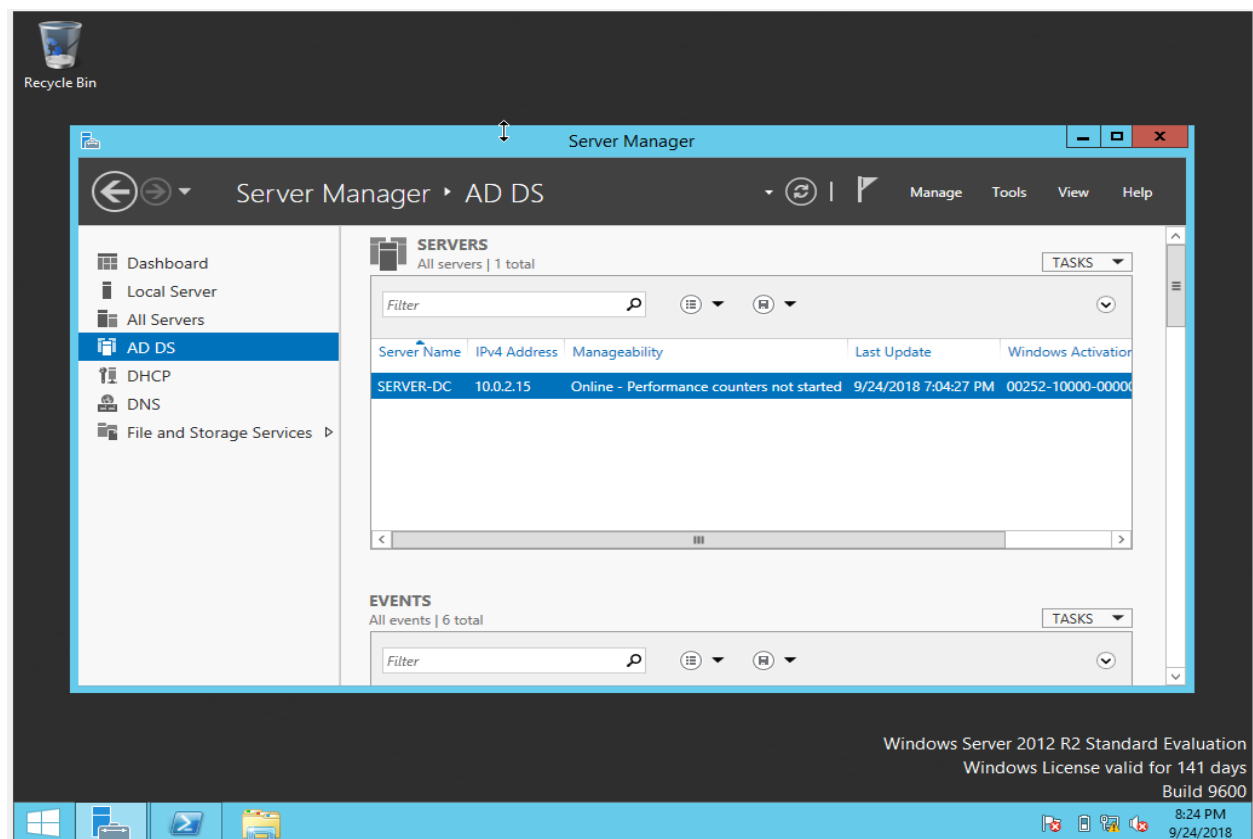 Recycle Bin
Server Manager
Server Manager ‣ AD DS
Manage Tools View Help
Dashboard
Local Server
All Servers
AD DS
DHCP
DNS
File and Storage Services
SERVERS
All servers | 1 total
TASKS
Filter
Server Name IPv4 Address Manageability Last Update Windows Activation
SERVER-DC 10.0.2.15 Online - Performance counters not started 9/24/2018 7:04:27 PM 00252-10000-00000
EVENTS
All events | 6 total
TASKS
Filter
Windows Server 2012 R2 Standard Evaluation
Windows License valid for 141 days
Build 9600
8:24 PM
9/24/2018